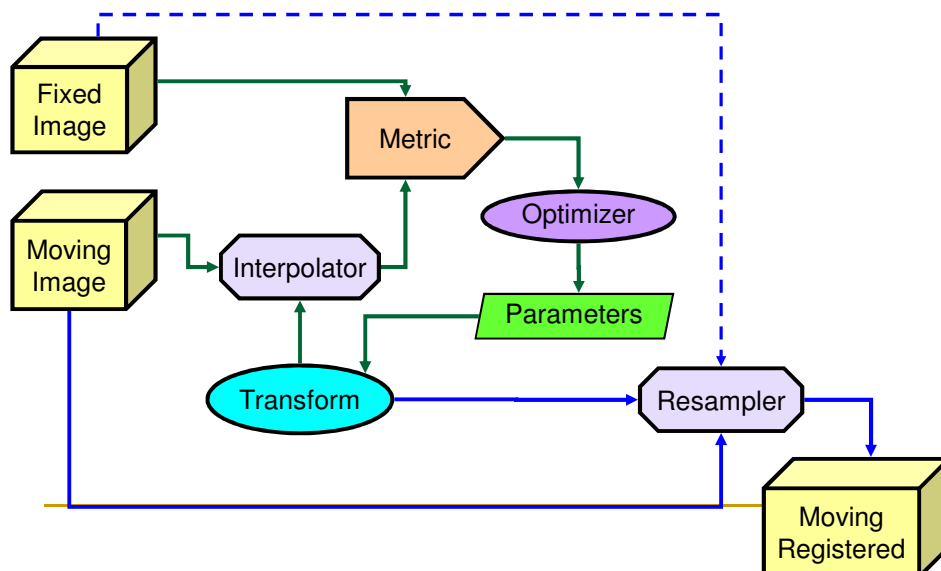 Fixed
Image
Metric
Optimizer
Moving
Image
Interpolator
Parameters
Transform
Resampler
Moving
Registered